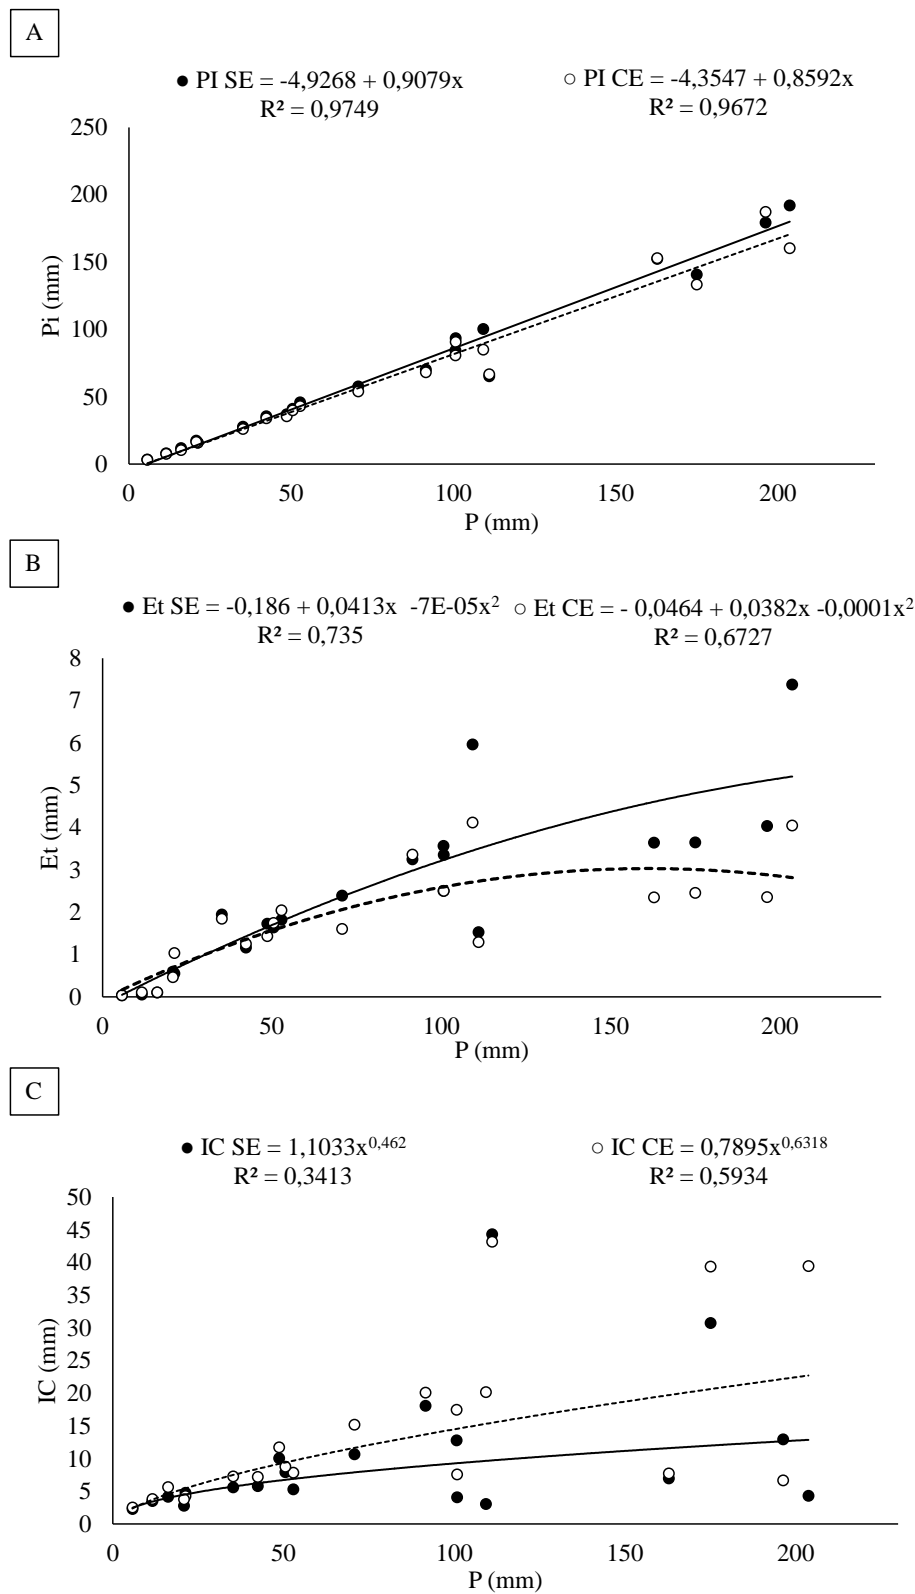 A
● PI SE = -4,9268 + 0,9079x ○ PI CE = -4,3547 + 0,8592x
R² = 0,9749 R² = 0,9672
250
200
150
100
50
0
Pi (mm)
0 50 100 150 200
P (mm)
B
● Et SE = -0,186 + 0,0413x -7E-05x² ○ Et CE = - 0,0464 + 0,0382x -0,0001x²
R² = 0,735 R² = 0,6727
8
7
6
5
4
3
2
1
0
Et (mm)
0 50 100 150 200
P (mm)
C
● IC SE = 1,1033x^0,462 ○ IC CE = 0,7895x^0,6318
R² = 0,3413 R² = 0,5934
50
45
40
35
30
25
20
15
10
5
0
IC (mm)
0 50 100 150 200
P (mm)